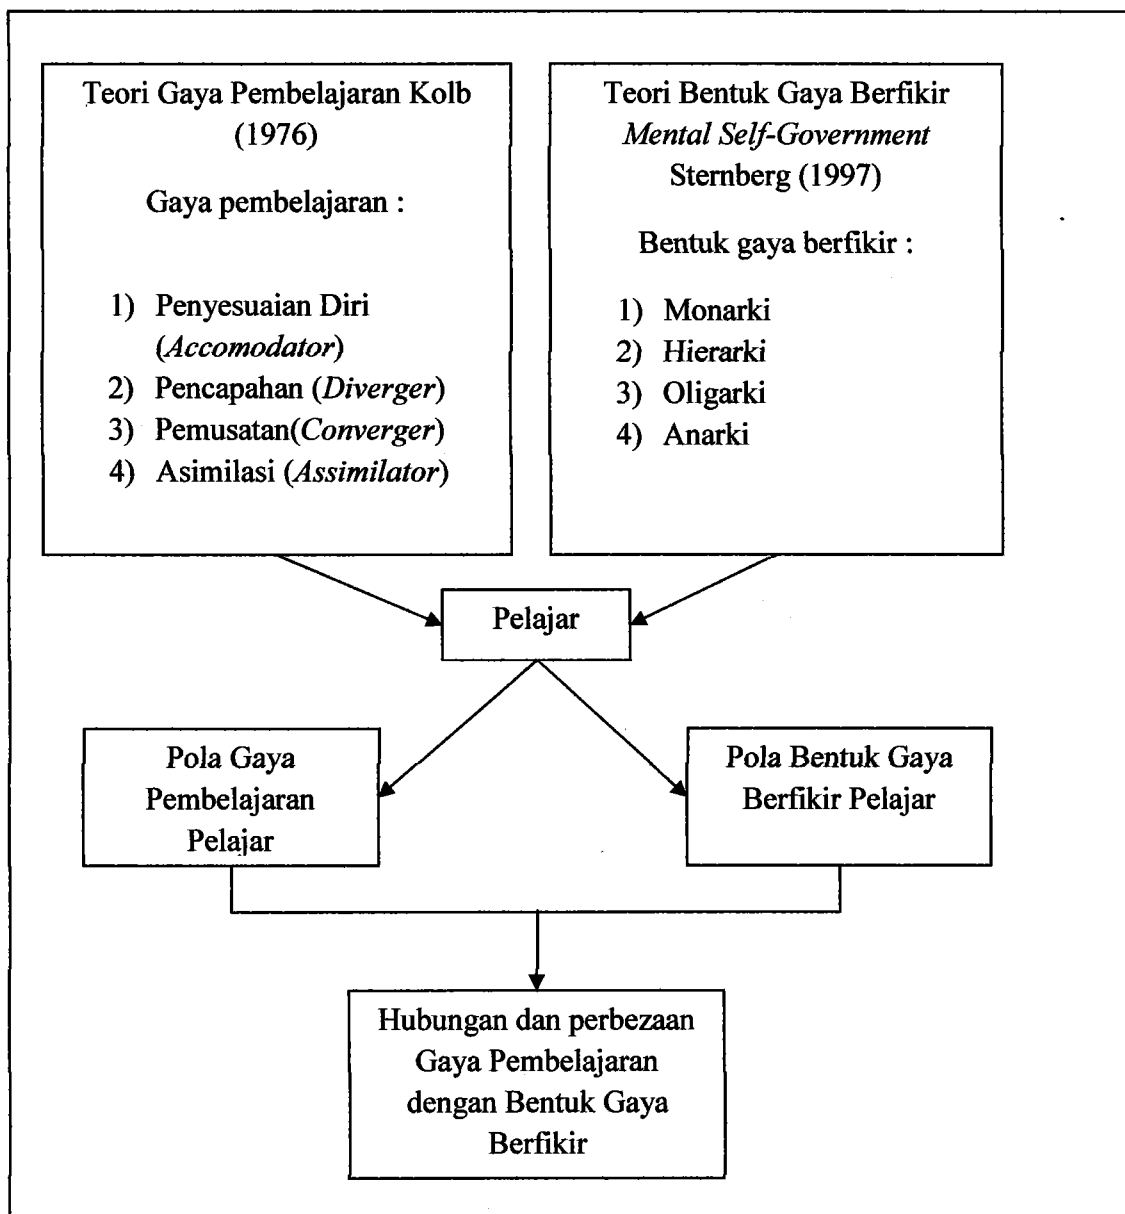 Teori Gaya Pembelajaran Kolb
(1976)
Gaya pembelajaran :
1) Penyesuaian Diri
(Accomodator)
2) Pencapahan (Diverger)
3) Pemusatan(Converger)
4) Asimilasi (Assimilator)
Teori Bentuk Gaya Berfikir
Mental Self-Government
Sternberg (1997)
Bentuk gaya berfikir :
1) Monarki
2) Hierarki
3) Oligarki
4) Anarki
Pelajar
Pola Gaya
Pembelajaran
Pelajar
Pola Bentuk Gaya
Berfikir Pelajar
Hubungan dan perbezaan
Gaya Pembelajaran
dengan Bentuk Gaya
Berfikir